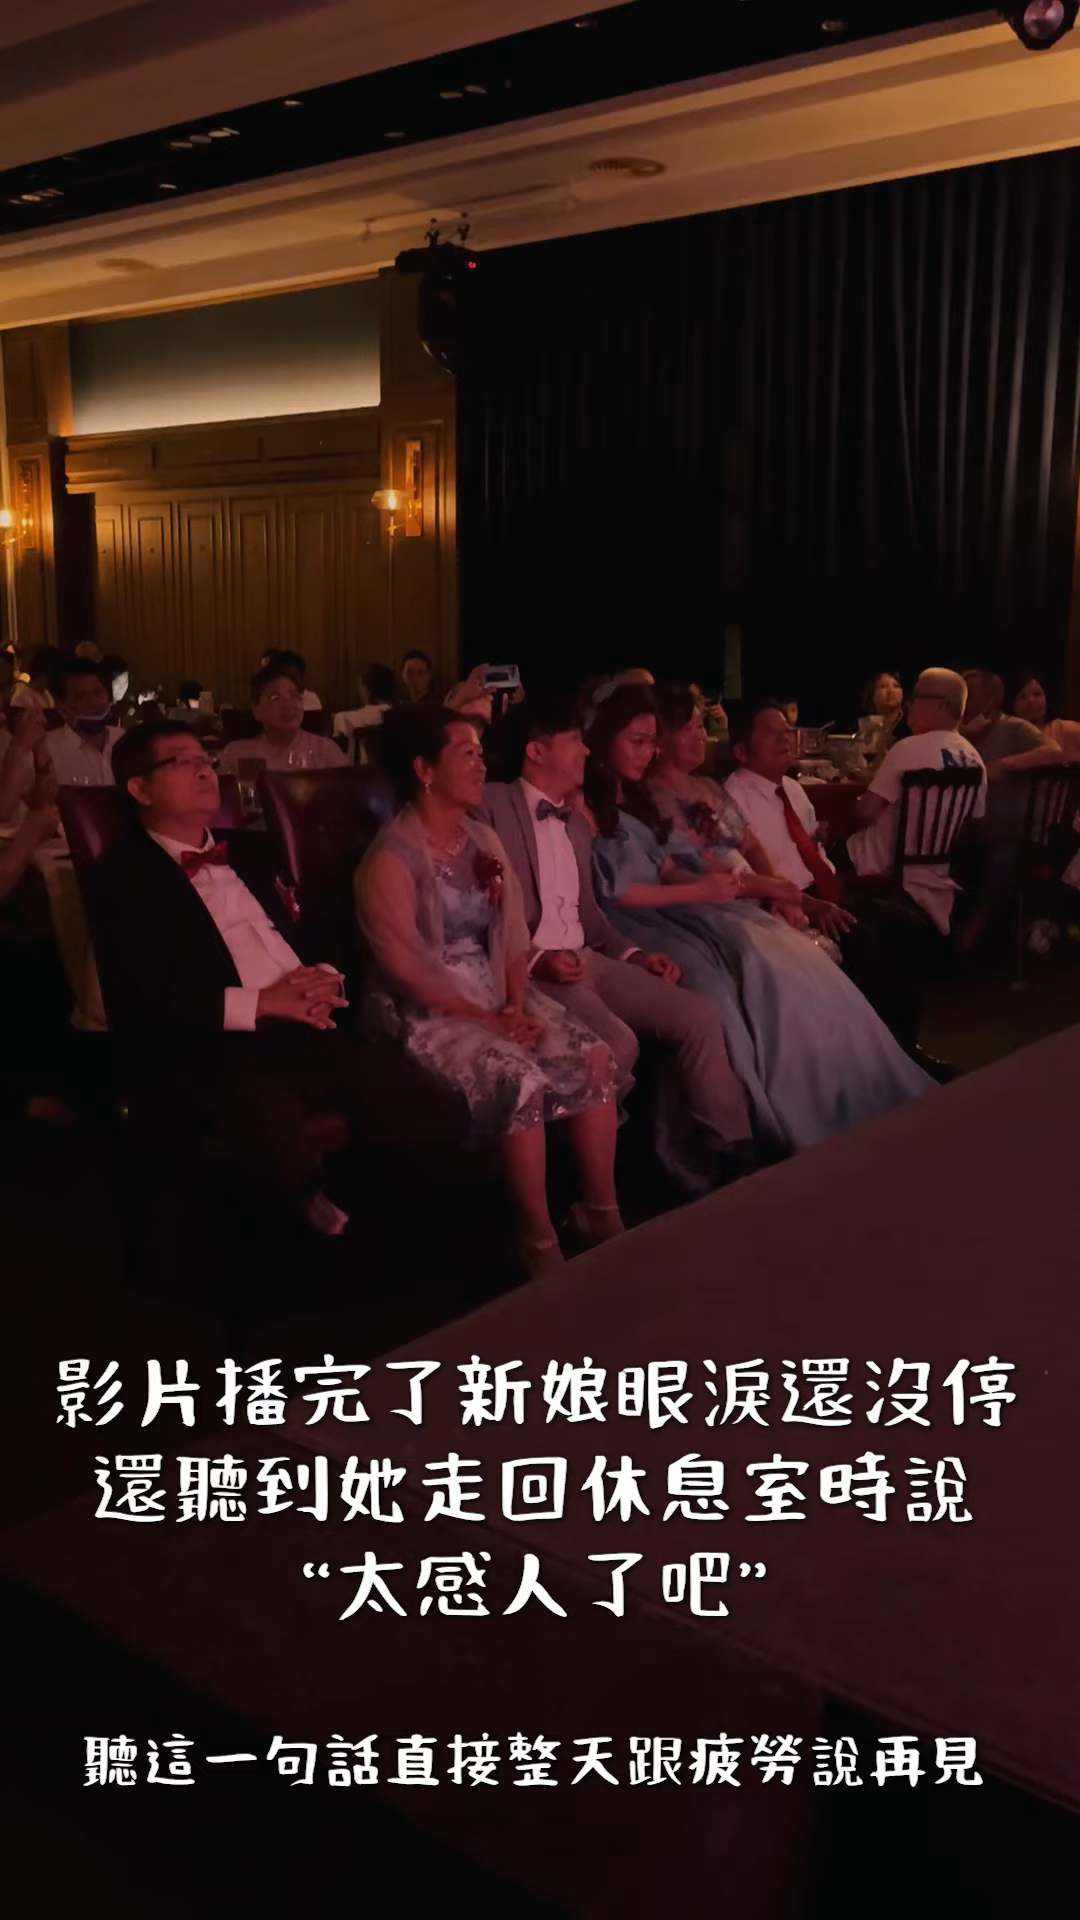 影片播完了新娘眼淚還沒停
還聽到她走回休息室時說
“太感人了吧”
聽這一句話直接整天跟疲勞說再見